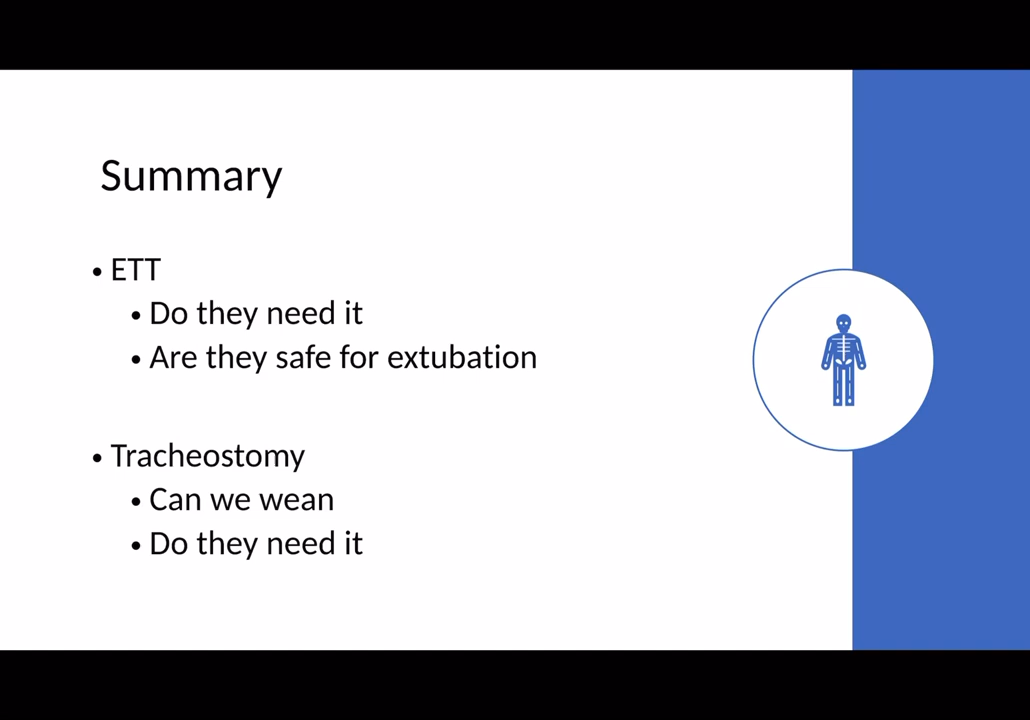 Summary
• ETT
• Do they need it
• Are they safe for extubation
• Tracheostomy
• Can we wean
• Do they need it